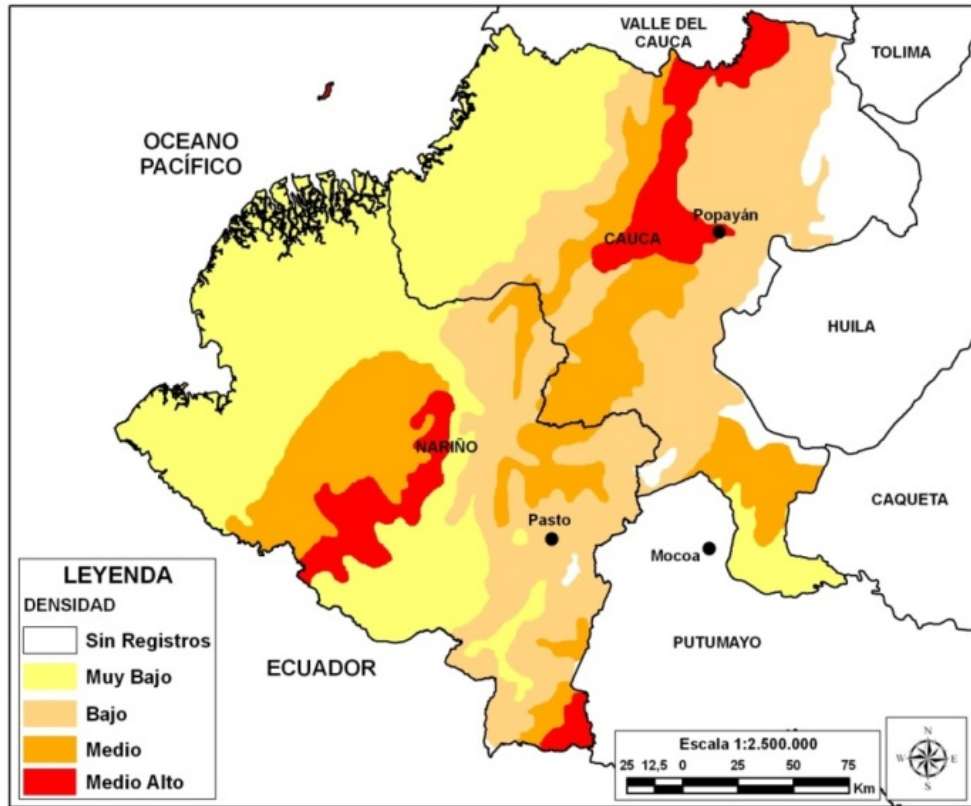 VALLE DEL
CAUCA
TOLIMA
OCEANO
PACÍFICO
Popayán
CAUCA
HUILA
NARIÑO
CAQUETA
Pasto
Mocoa
PUTUMAYO
ECUADOR
LEYENDA
DENSIDAD
Sin Registros
Muy Bajo
Bajo
Medio
Medio Alto
Escala 1:2.500.000
25 12,5 0 25 50 75
Km
N
W E
S